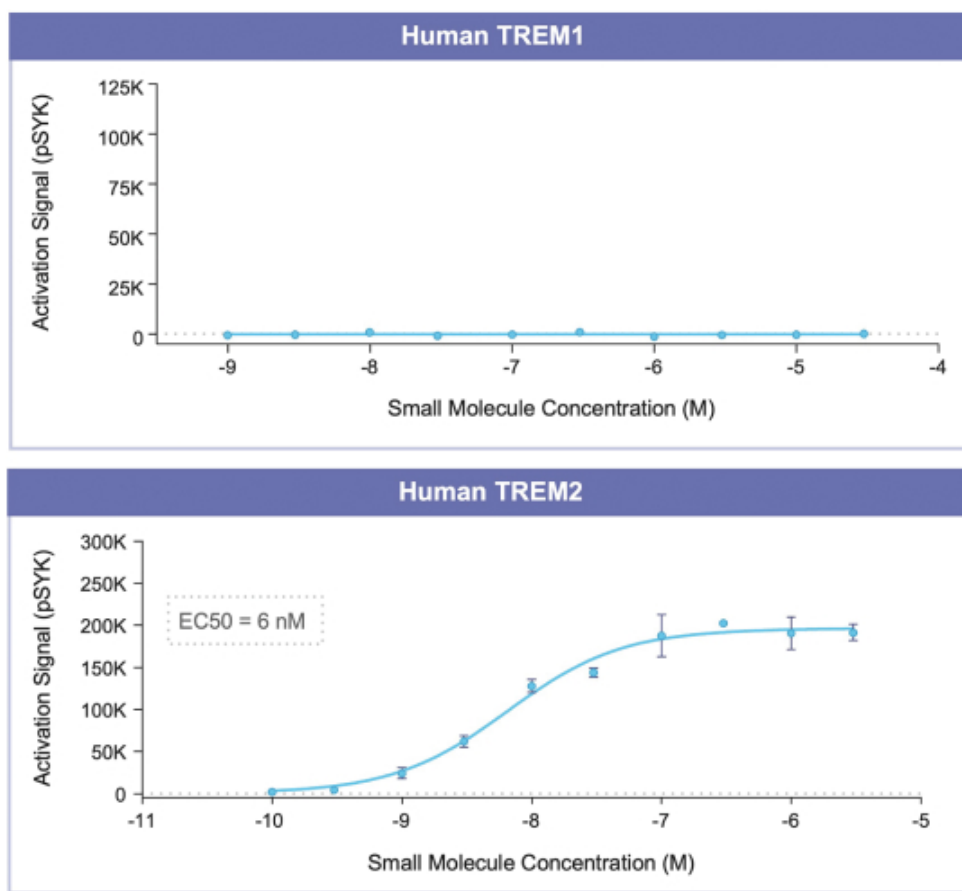 Human TREM1
Activation Signal (pSYK)
125K
100K
75K
50K
25K
0
-9 -8 -7 -6 -5 -4
Small Molecule Concentration (M)
Human TREM2
Activation Signal (pSYK)
300K
250K
200K
150K
100K
50K
0
EC50 = 6 nM
-11 -10 -9 -8 -7 -6 -5
Small Molecule Concentration (M)